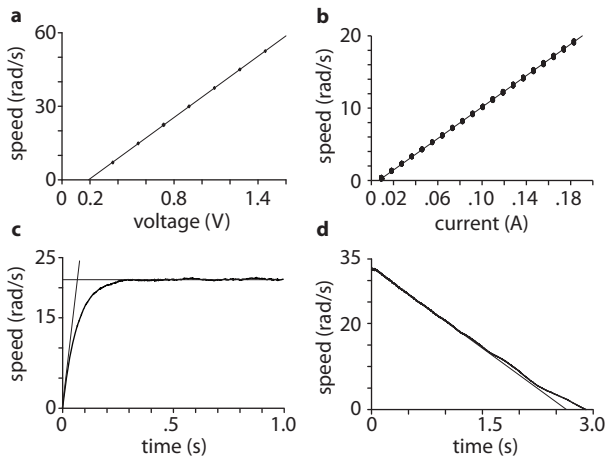 a
60
30
0
speed (rad/s)
0 0.2 0.8 1.4
voltage (V)
b
20
10
0
speed (rad/s)
0.02 .06 .10 .14 .18
current (A)
c
25
15
0
speed (rad/s)
0 .5 1.0
time (s)
d
35
20
0
speed (rad/s)
0 1.5 3.0
time (s)